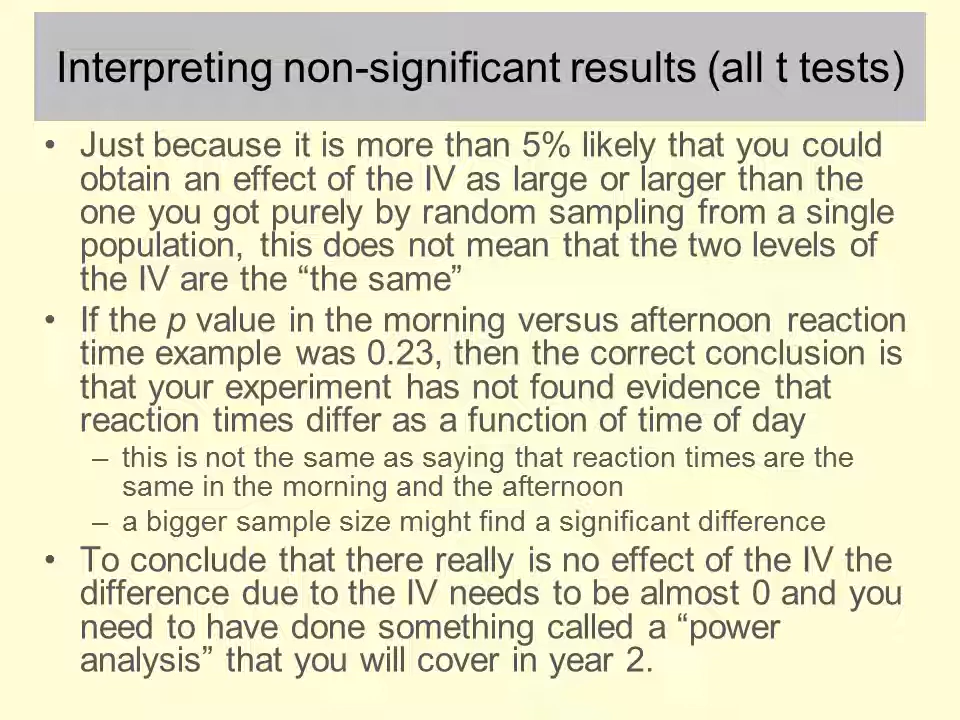 Interpreting non-significant results (all t tests)
• Just because it is more than 5% likely that you could
obtain an effect of the IV as large or larger than the
one you got purely by random sampling from a single
population, this does not mean that the two levels of
the IV are the “the same”
• If the p value in the morning versus afternoon reaction
time example was 0.23, then the correct conclusion is
that your experiment has not found evidence that
reaction times differ as a function of time of day
– this is not the same as saying that reaction times are the
same in the morning and the afternoon
– a bigger sample size might find a significant difference
• To conclude that there really is no effect of the IV the
difference due to the IV needs to be almost 0 and you
need to have done something called a “power
analysis” that you will cover in year 2.